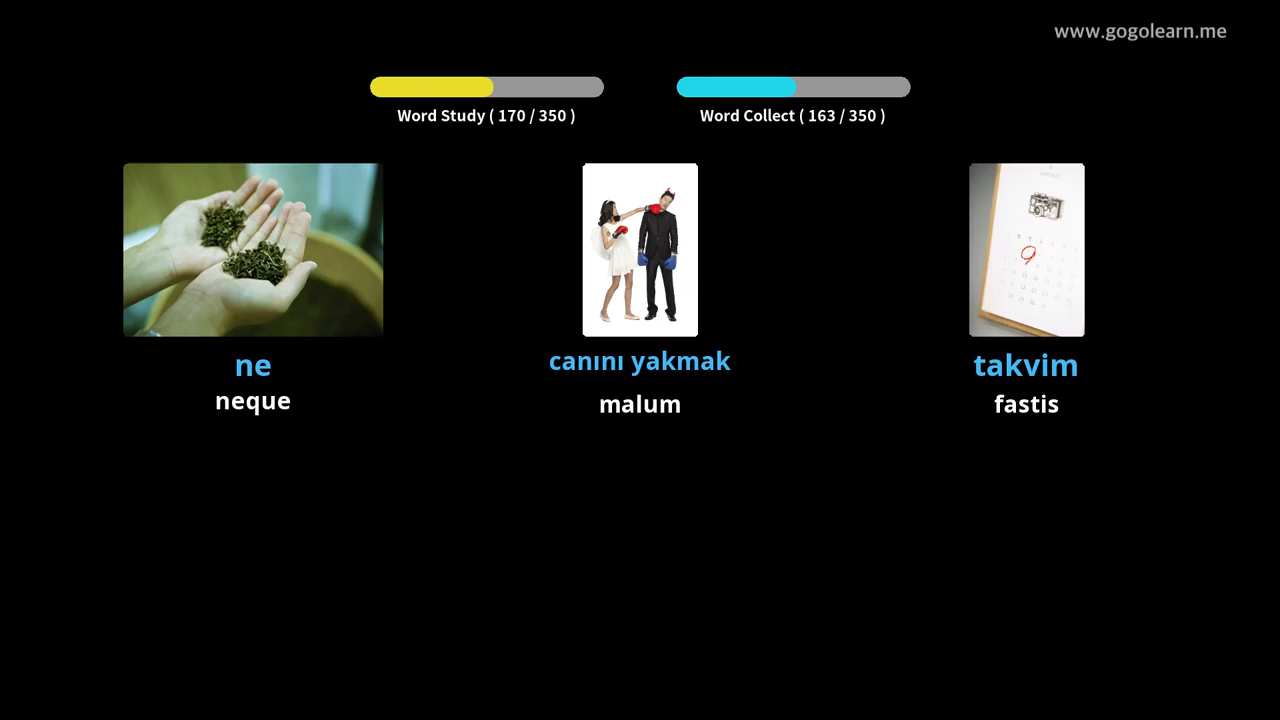 www.gogolearn.me
Word Study ( 170 / 350 )
Word Collect ( 163 / 350 )
ne
neque
canını yakmak
malum
takvim
fastis